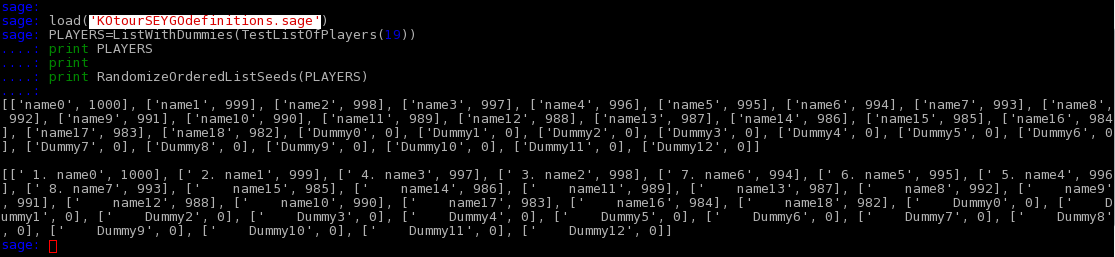 sage:
sage: load('KOtourSEYGOdefinitions.sage')
sage: PLAYERS=ListWithDummies(TestListOfPlayers(19))
....: print PLAYERS
....: print
....: print RandomizeOrderedListSeeds(PLAYERS)
....:
[['name0', 1000], ['name1', 999], ['name2', 998], ['name3', 997], ['name4', 996], ['name5', 995], ['name6', 994], ['name7', 993], ['name8',
 992], ['name9', 991], ['name10', 990], ['name11', 989], ['name12', 988], ['name13', 987], ['name14', 986], ['name15', 985], ['name16', 984
], ['name17', 983], ['name18', 982], ['Dummy0', 0], ['Dummy1', 0], ['Dummy2', 0], ['Dummy3', 0], ['Dummy4', 0], ['Dummy5', 0], ['Dummy6', 0
], ['Dummy7', 0], ['Dummy8', 0], ['Dummy9', 0], ['Dummy10', 0], ['Dummy11', 0], ['Dummy12', 0]]
[[' 1. name0', 1000], [' 2. name1', 999], [' 4. name3', 997], [' 3. name2', 998], [' 7. name6', 994], [' 6. name5', 995], [' 5. name4', 996
], [' 8. name7', 993], ['    name15', 985], ['    name14', 986], ['    name11', 989], ['    name13', 987], ['    name8', 992], ['    name9'
, 991], ['    name12', 988], ['    name10', 990], ['    name17', 983], ['    name16', 984], ['    name18', 982], ['    Dummy0', 0], ['    D
ummy1', 0], ['    Dummy2', 0], ['    Dummy3', 0], ['    Dummy4', 0], ['    Dummy5', 0], ['    Dummy6', 0], ['    Dummy7', 0], ['    Dummy8'
, 0], ['    Dummy9', 0], ['    Dummy10', 0], ['    Dummy11', 0], ['    Dummy12', 0]]
sage: